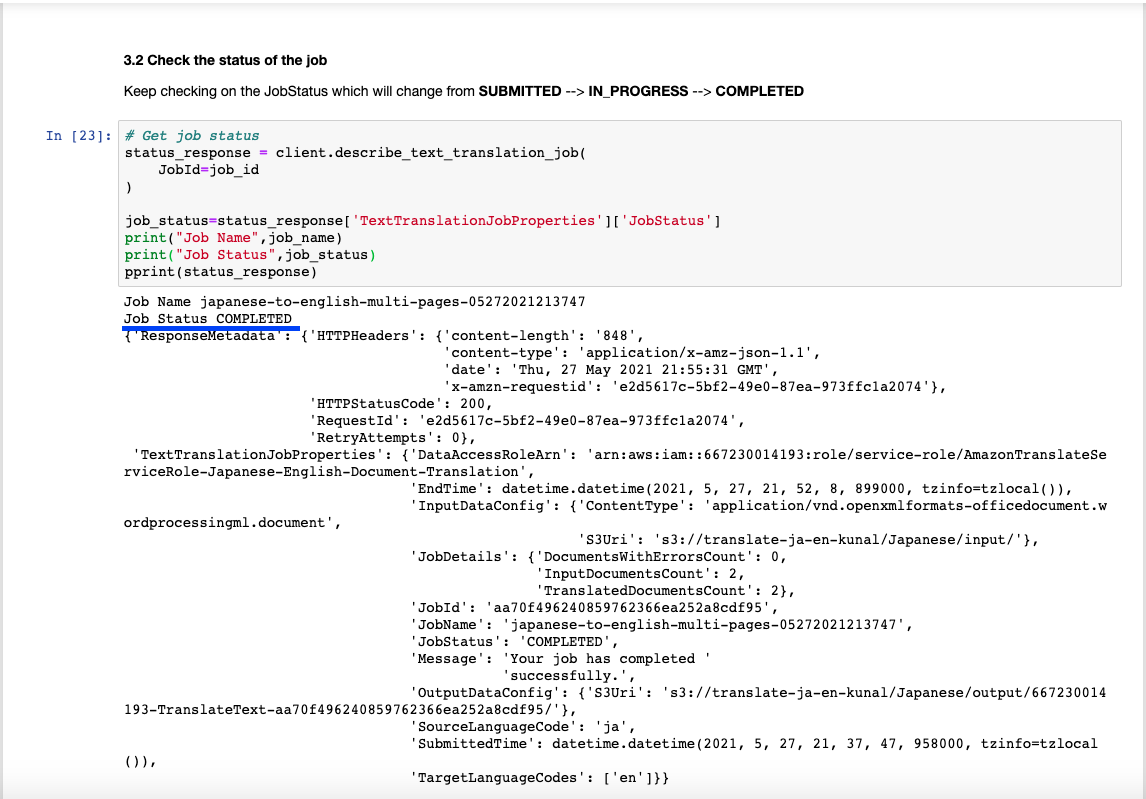 3.2 Check the status of the job
Keep checking on the JobStatus which will change from SUBMITTED --> IN_PROGRESS --> COMPLETED
In [23]: # Get job status
status_response = client.describe_text_translation_job(
    JobId=job_id
)
job_status=status_response['TextTranslationJobProperties']['JobStatus']
print("Job Name",job_name)
print("Job Status",job_status)
pprint(status_response)
Job Name japanese-to-english-multi-pages-05272021213747
Job Status COMPLETED
{'ResponseMetadata': {'HTTPHeaders': {'content-length': '848',
'content-type': 'application/x-amz-json-1.1',
'date': 'Thu, 27 May 2021 21:55:31 GMT',
'x-amzn-requestid': 'e2d5617c-5bf2-49e0-87ea-973ffc1a2074'},
'HTTPStatusCode': 200,
'RequestId': 'e2d5617c-5bf2-49e0-87ea-973ffc1a2074',
'RetryAttempts': 0},
'TextTranslationJobProperties': {'DataAccessRoleArn': 'arn:aws:iam::667230014193:role/service-role/AmazonTranslateSe
rviceRole-Japanese-English-Document-Translation',
'EndTime': datetime.datetime(2021, 5, 27, 21, 52, 8, 899000, tzinfo=tzlocal()),
'InputDataConfig': {'ContentType': 'application/vnd.openxmlformats-officedocument.w
ordprocessingml.document',
'S3Uri': 's3://translate-ja-en-kunal/Japanese/input/'},
'JobDetails': {'DocumentsWithErrorsCount': 0,
'InputDocumentsCount': 2,
'TranslatedDocumentsCount': 2},
'JobId': 'aa70f496240859762366ea252a8cdf95',
'JobName': 'japanese-to-english-multi-pages-05272021213747',
'JobStatus': 'COMPLETED',
'Message': 'Your job has completed '
'successfully.',
'OutputDataConfig': {'S3Uri': 's3://translate-ja-en-kunal/Japanese/output/667230014
193-TranslateText-aa70f496240859762366ea252a8cdf95/'},
'SourceLanguageCode': 'ja',
'SubmittedTime': datetime.datetime(2021, 5, 27, 21, 37, 47, 958000, tzinfo=tzlocal
()),
'TargetLanguageCodes': ['en']}}